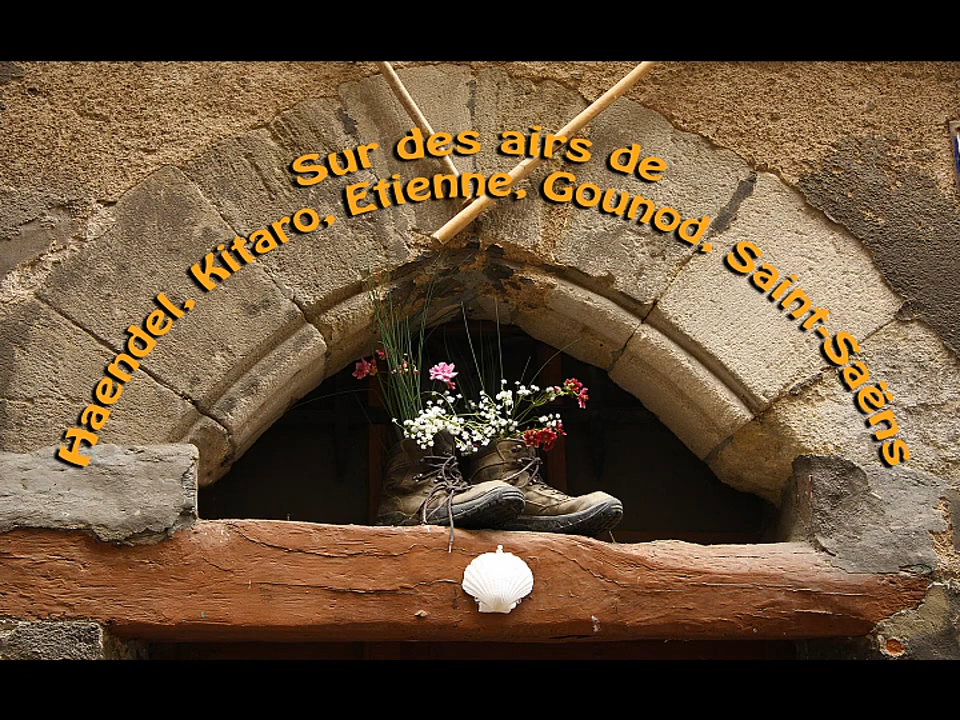 Sur des airs de
Haendel, Kitaro, Etienne, Gounod, Saint-Saëns